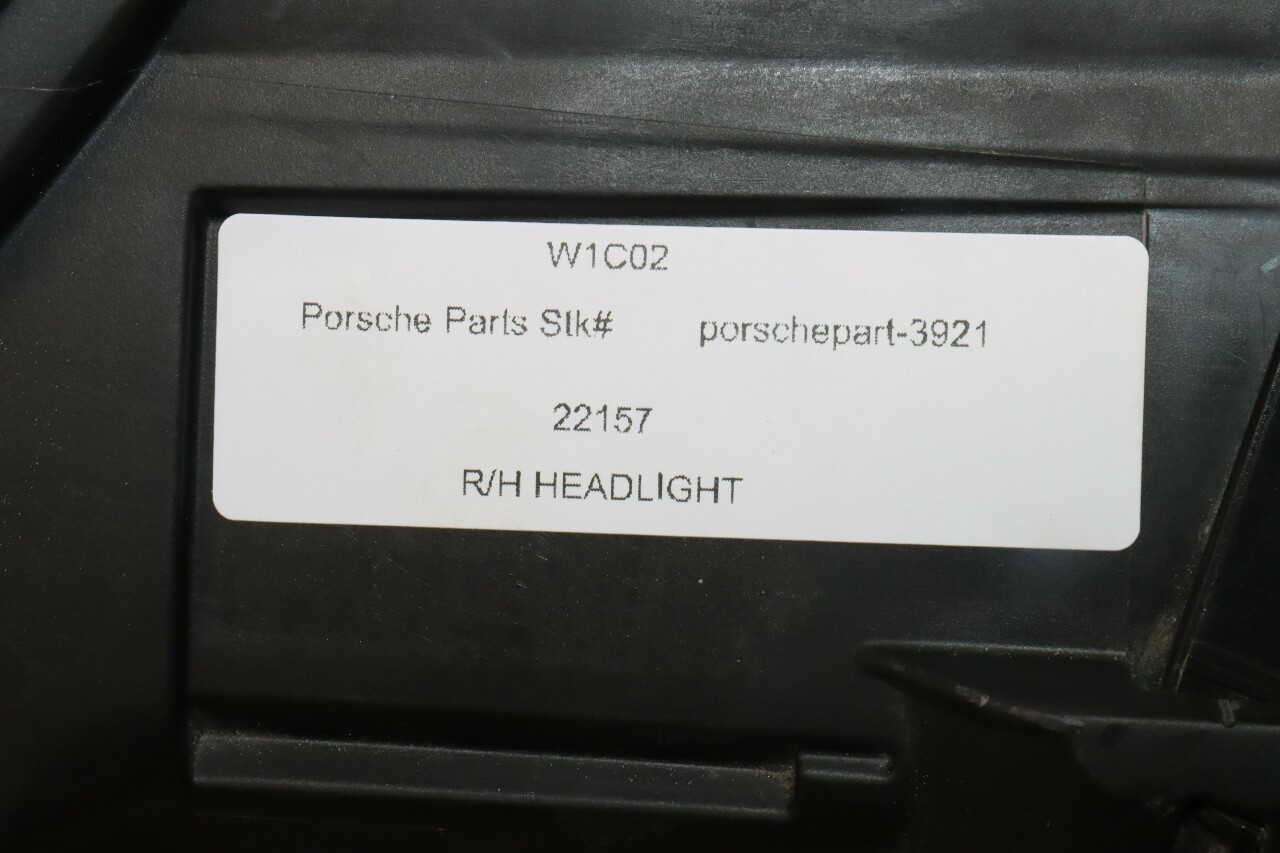 W1C02
Porsche Parts Stk# porschepart-3921
22157
R/H HEADLIGHT